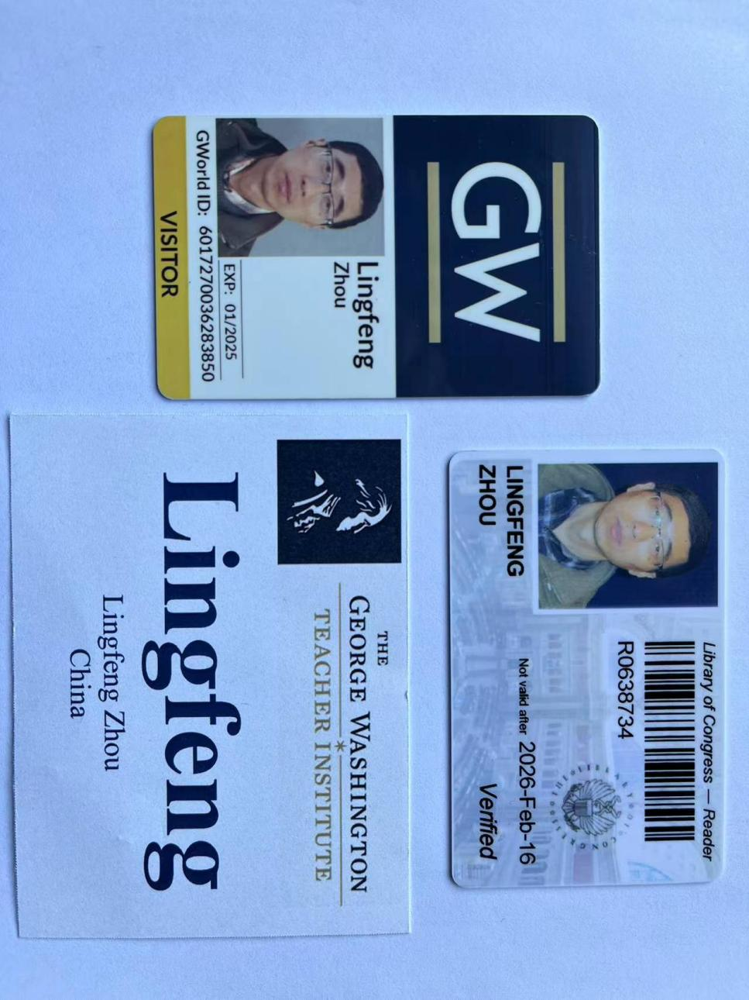 GW
Lingfeng
Zhou
EXP: 01/2025
GWorld ID: 6017270036283850
VISITOR
Library of Congress — Reader
R0638734
LINGFENG
ZHOU
Not valid after 2026-Feb-16
Verified
THE
GEORGE WASHINGTON
TEACHER INSTITUTE
Lingfeng
Lingfeng Zhou
China